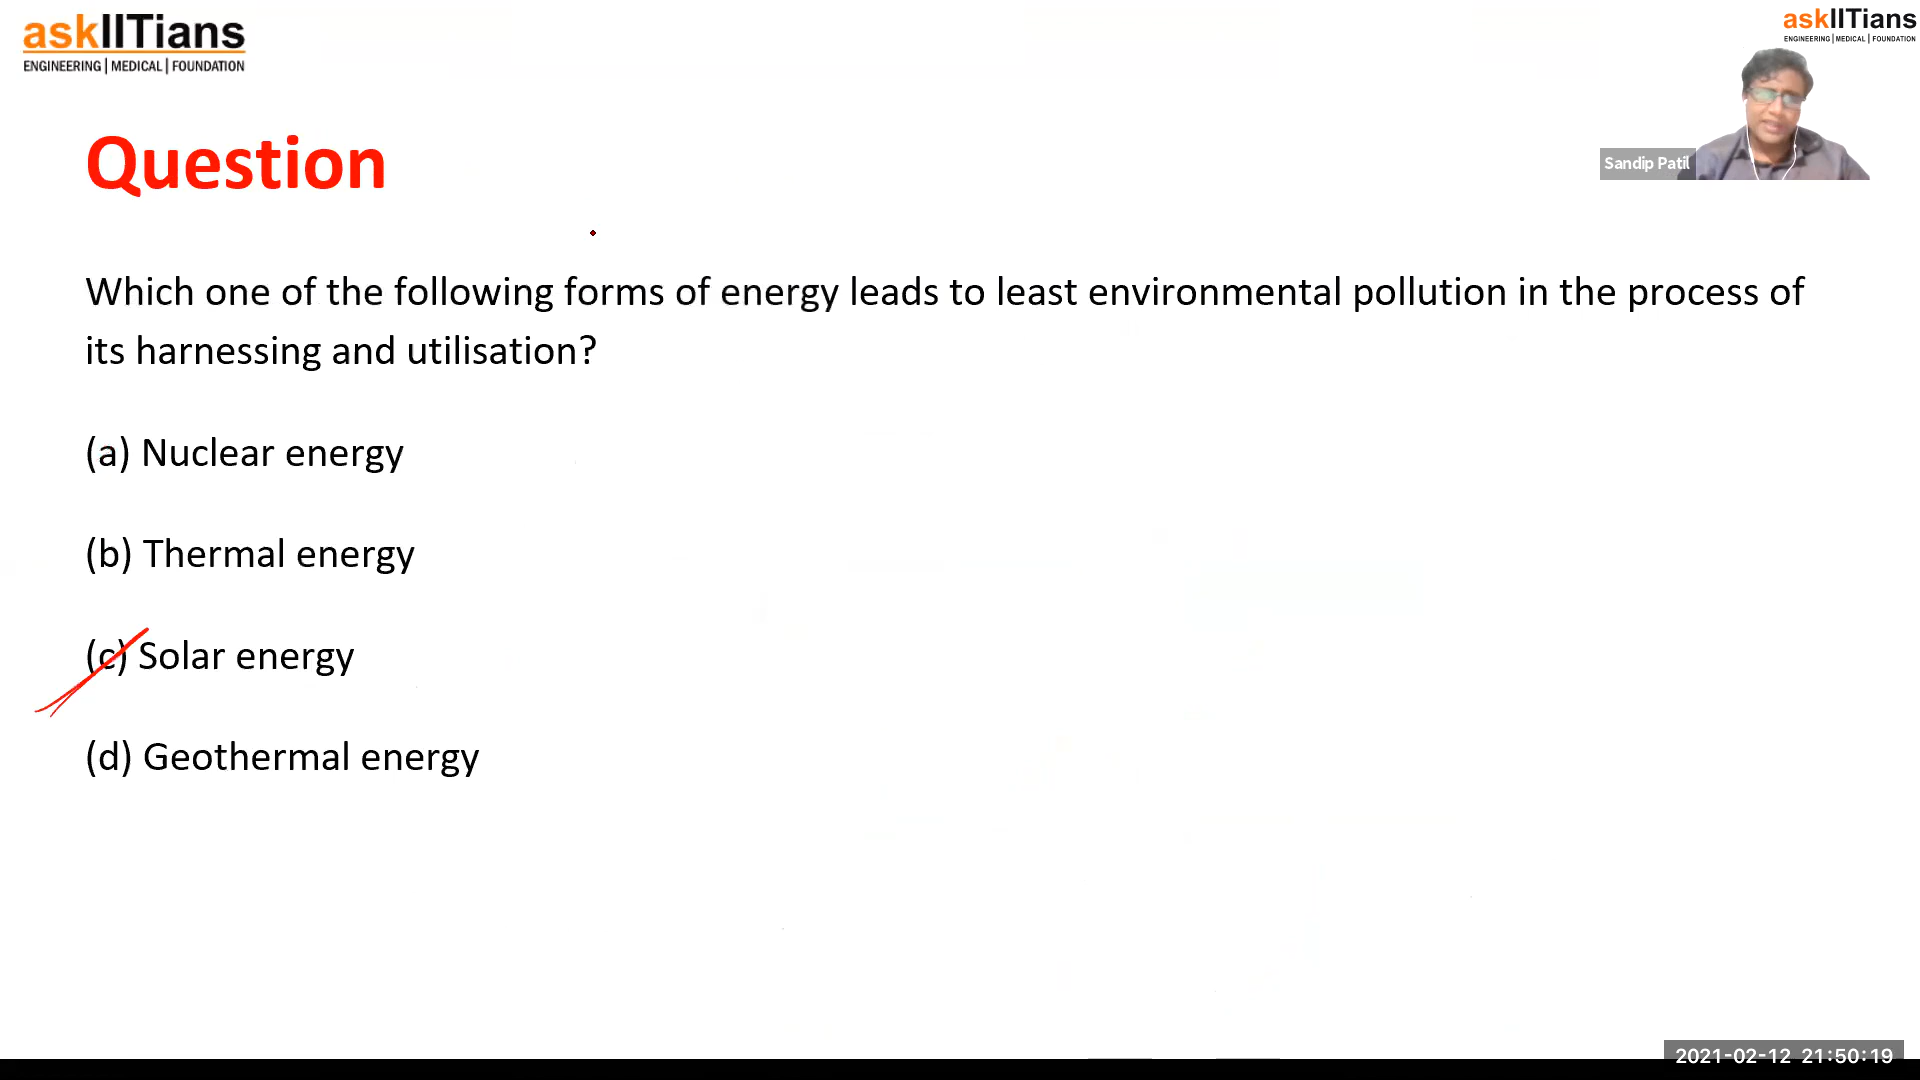 askIITians
ENGINEERING | MEDICAL | FOUNDATION
askIITians
ENGINEERING | MEDICAL | FOUNDATION
Sandip Patil
Question
Which one of the following forms of energy leads to least environmental pollution in the process of
its harnessing and utilisation?
(a) Nuclear energy
(b) Thermal energy
(c) Solar energy
(d) Geothermal energy
2021-02-12 21:50:19